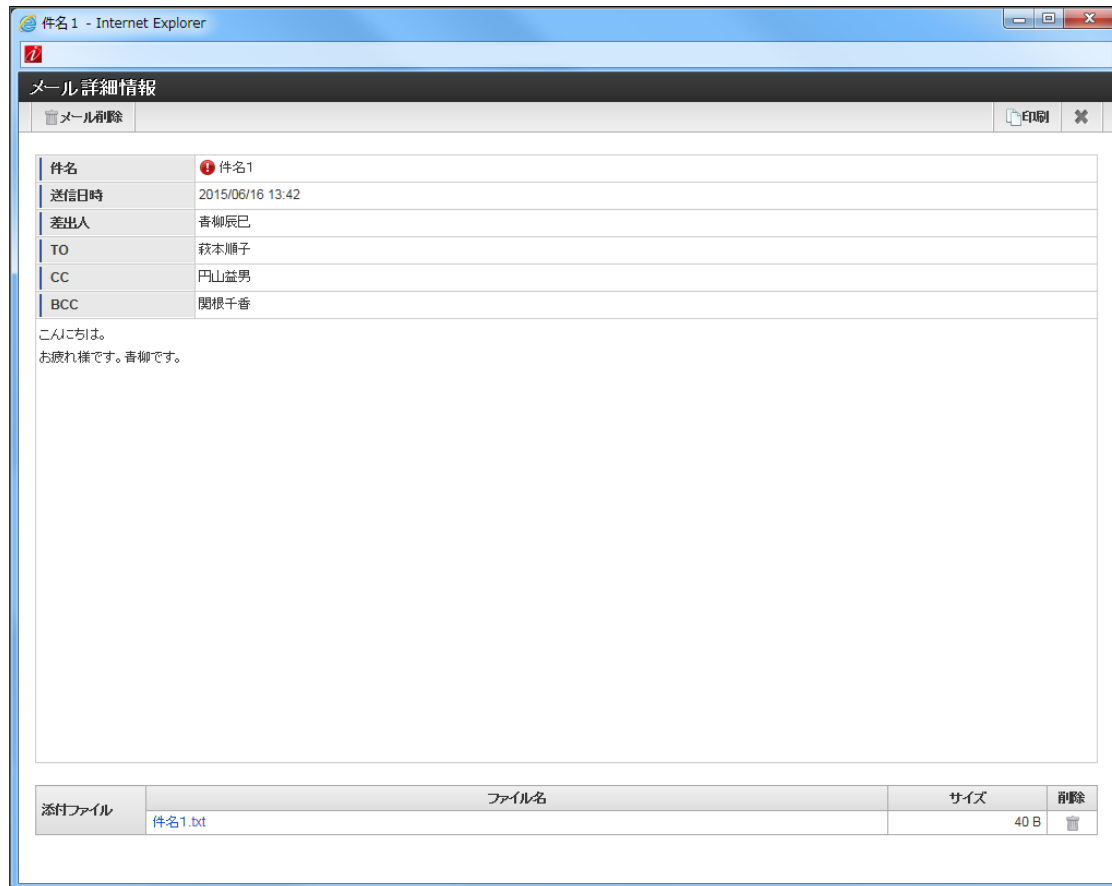 件名1 - Internet Explorer
メール詳細情報
メール削除 印刷
件名 件名1
送信日時 2015/06/16 13:42
差出人 青柳辰巳
TO 萩本順子
CC 円山益男
BCC 関根千香
こんにちは。
お疲れ様です。青柳です。
添付ファイル ファイル名 サイズ 削除
件名1.txt 40 B